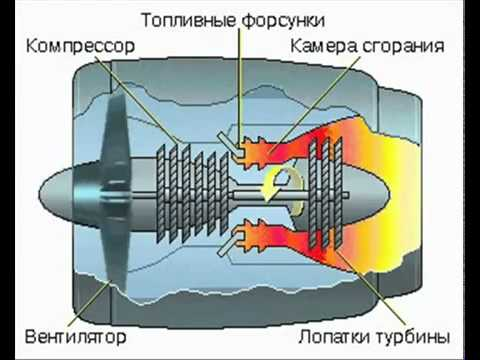 Топливные форсунки
Компрессор
Камера сгорания
Вентилятор
Лопатки турбины